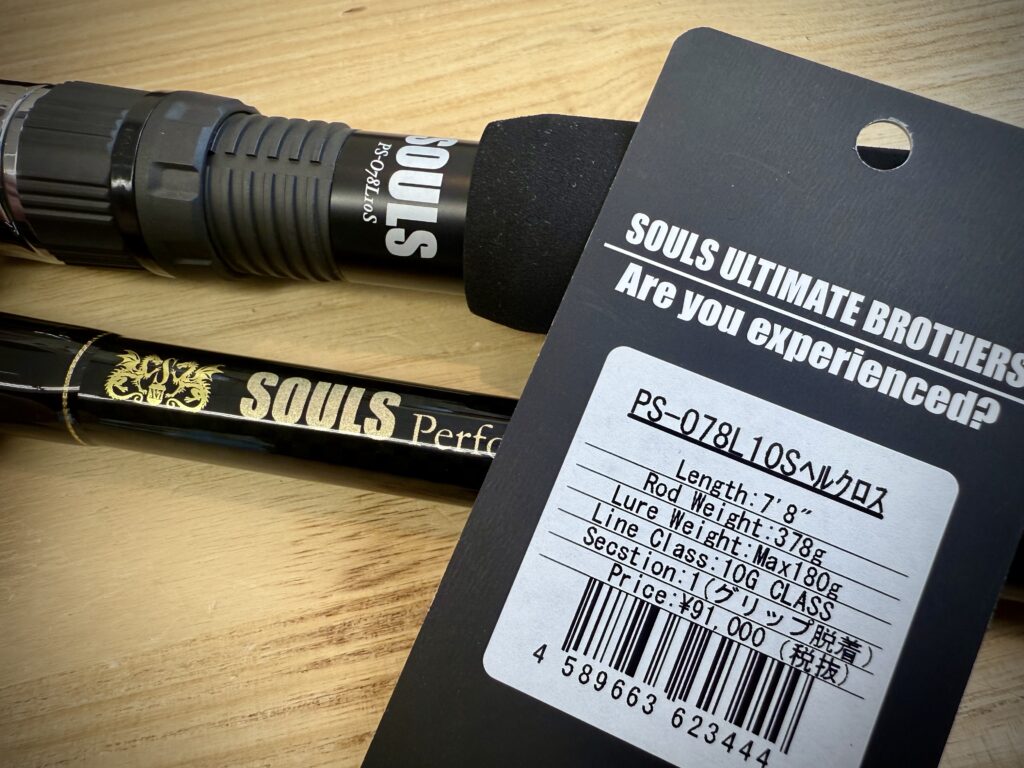 SOULS
PS-O78L10S
SOULS Perfo
SOULS ULTIMATE BROTHERS
Are you experienced?
PS-O78L10Sヘルクロス
Length:7'8"
Rod Weight:378g
Lure Weight:Max180g
Line Class:10G CLASS
Secstion:1(グリップ脱着)
Price:¥91,000 (税抜)
4 589663 623444